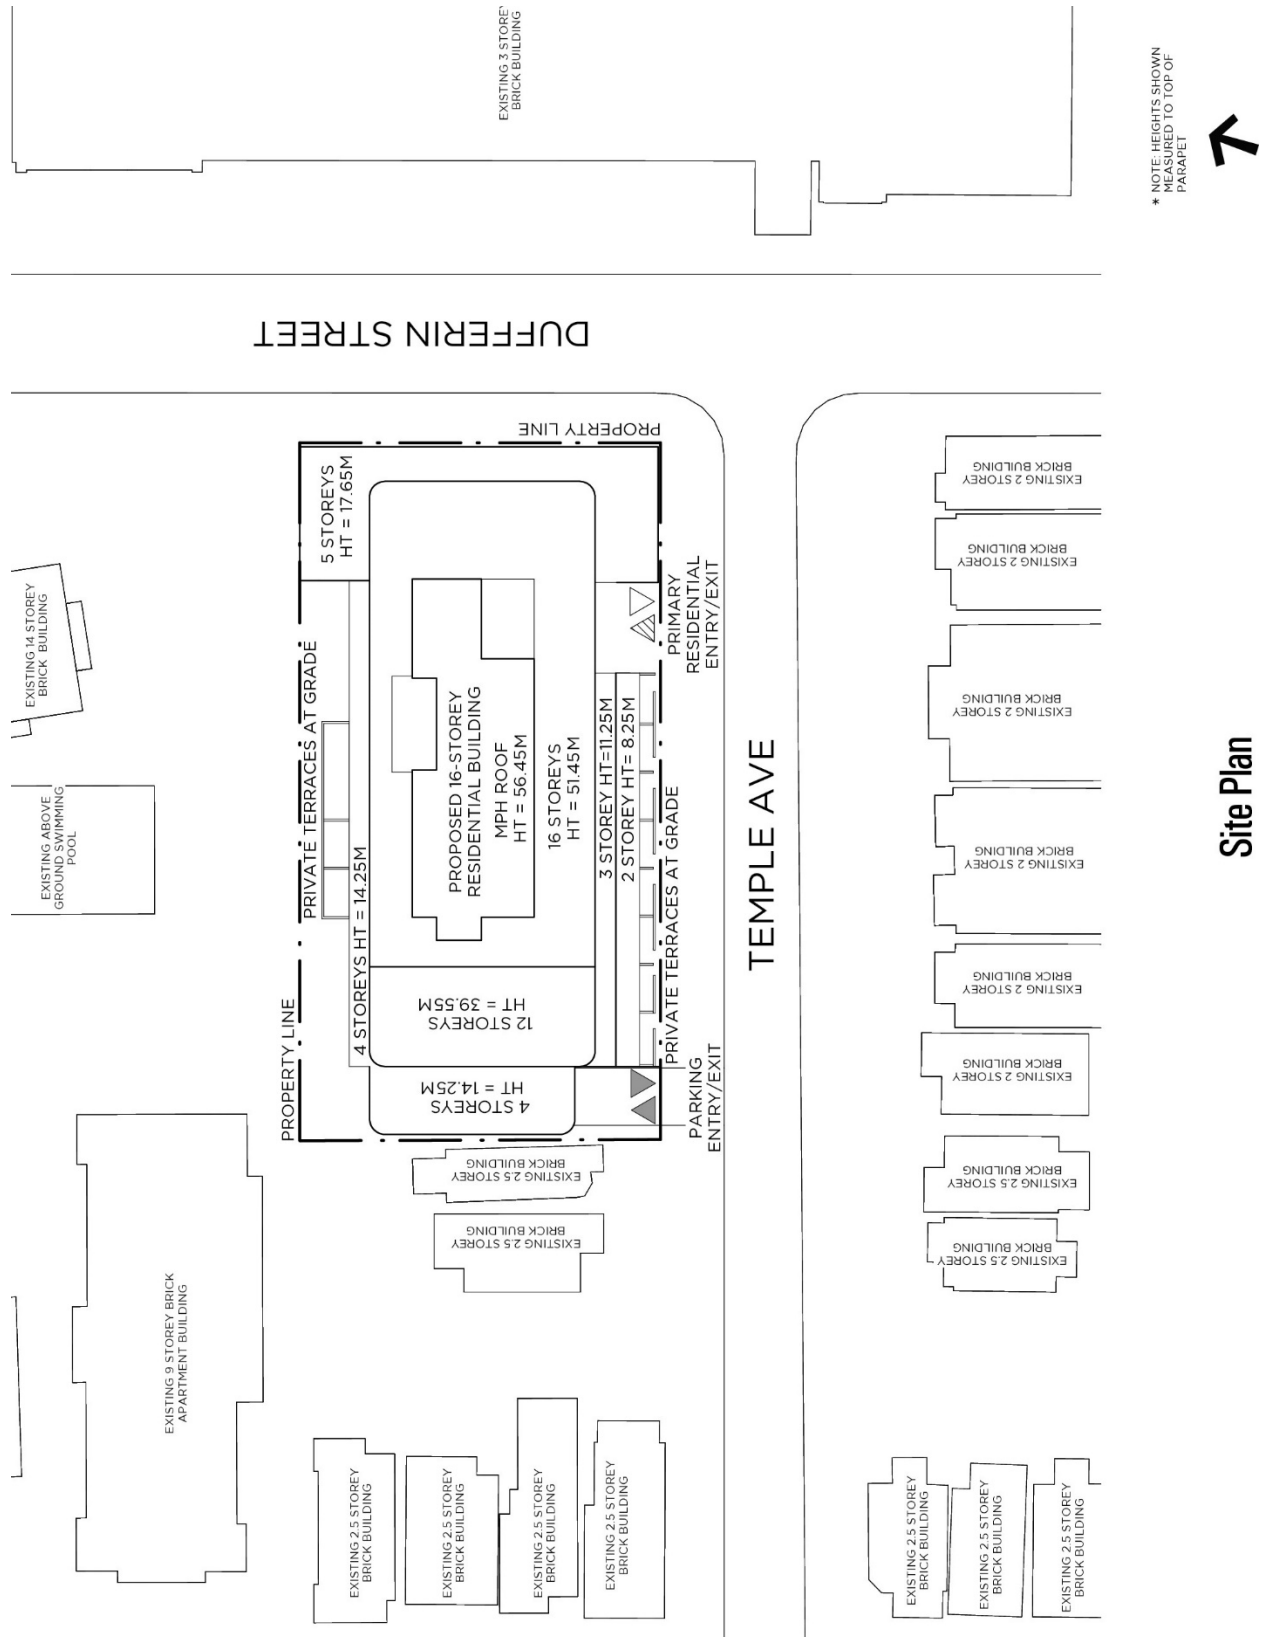 EXISTING 3 STOREY
BRICK BUILDING
* NOTE: HEIGHTS SHOWN
MEASURED TO TOP OF
PARAPET
DUFFERIN STREET
PROPERTY LINE
5 STOREYS
HT = 17.65M
EXISTING 14 STOREY
BRICK BUILDING
EXISTING ABOVE
GROUND SWIMMING
POOL
PRIVATE TERRACES AT GRADE
4 STOREYS HT = 14.25M
PROPOSED 16-STOREY
RESIDENTIAL BUILDING
MPH ROOF
HT = 56.45M
16 STOREYS
HT = 51.45M
3 STOREY HT=11.25M
2 STOREY HT= 8.25M
PRIVATE TERRACES AT GRADE
PRIMARY
RESIDENTIAL
ENTRY/EXIT
12 STOREYS
HT = 39.55M
4 STOREYS
HT = 14.25M
PROPERTY LINE
PARKING
ENTRY/EXIT
TEMPLE AVE
EXISTING 2 STOREY
BRICK BUILDING
EXISTING 2 STOREY
BRICK BUILDING
EXISTING 2 STOREY
BRICK BUILDING
EXISTING 2 STOREY
BRICK BUILDING
EXISTING 2 STOREY
BRICK BUILDING
EXISTING 2 STOREY
BRICK BUILDING
EXISTING 2.5 STOREY
BRICK BUILDING
EXISTING 2.5 STOREY
BRICK BUILDING
EXISTING 2.5 STOREY
BRICK BUILDING
EXISTING 2.5 STOREY
BRICK BUILDING
EXISTING 9 STOREY BRICK
APARTMENT BUILDING
EXISTING 2.5 STOREY
BRICK BUILDING
EXISTING 2.5 STOREY
BRICK BUILDING
EXISTING 2.5 STOREY
BRICK BUILDING
EXISTING 2.5 STOREY
BRICK BUILDING
EXISTING 2.5 STOREY
BRICK BUILDING
EXISTING 2.5 STOREY
BRICK BUILDING
EXISTING 2.5 STOREY
BRICK BUILDING
Site Plan